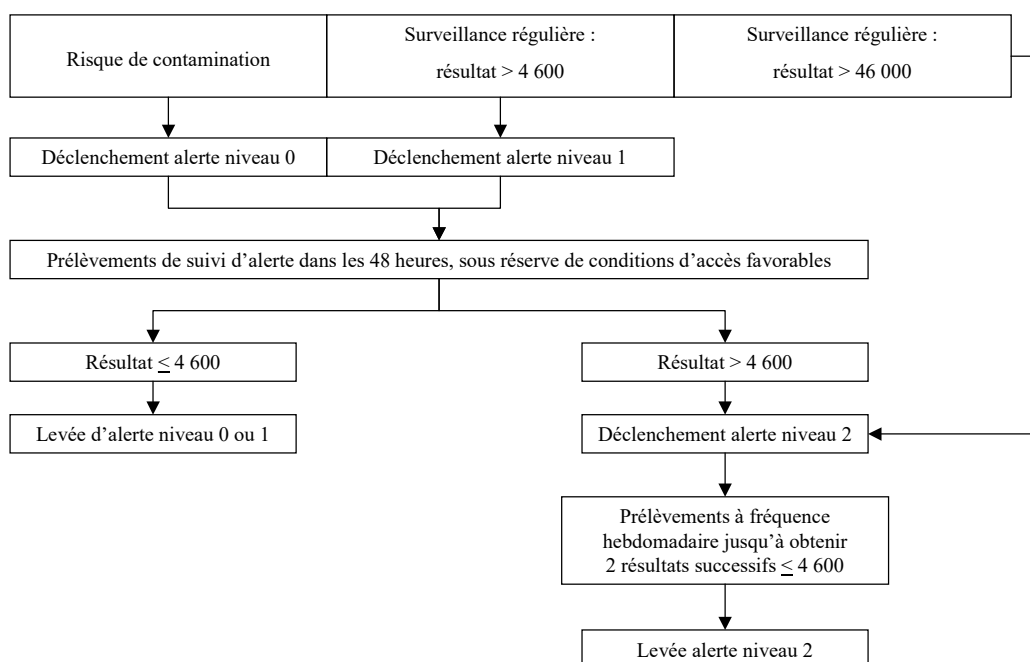 Risque de contamination
Surveillance régulière :
résultat > 4 600
Surveillance régulière :
résultat > 46 000
Déclenchement alerte niveau 0
Déclenchement alerte niveau 1
Prélèvements de suivi d’alerte dans les 48 heures, sous réserve de conditions d’accès favorables
Résultat ≤ 4 600
Résultat > 4 600
Levée d’alerte niveau 0 ou 1
Déclenchement alerte niveau 2
Prélèvements à fréquence
hebdomadaire jusqu’à obtenir
2 résultats successifs ≤ 4 600
Levée alerte niveau 2